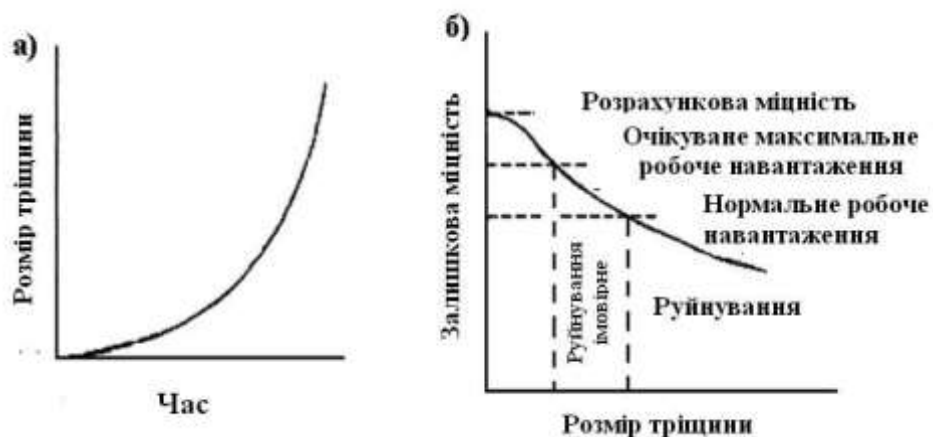 а)
Розмір тріщини
Час
б)
Залишкова міцність
Розрахункова міцність
Очікуване максимальне
робоче навантаження
Нормальне робоче
навантаження
Руйнування
імовірне
Руйнування
Розмір тріщини